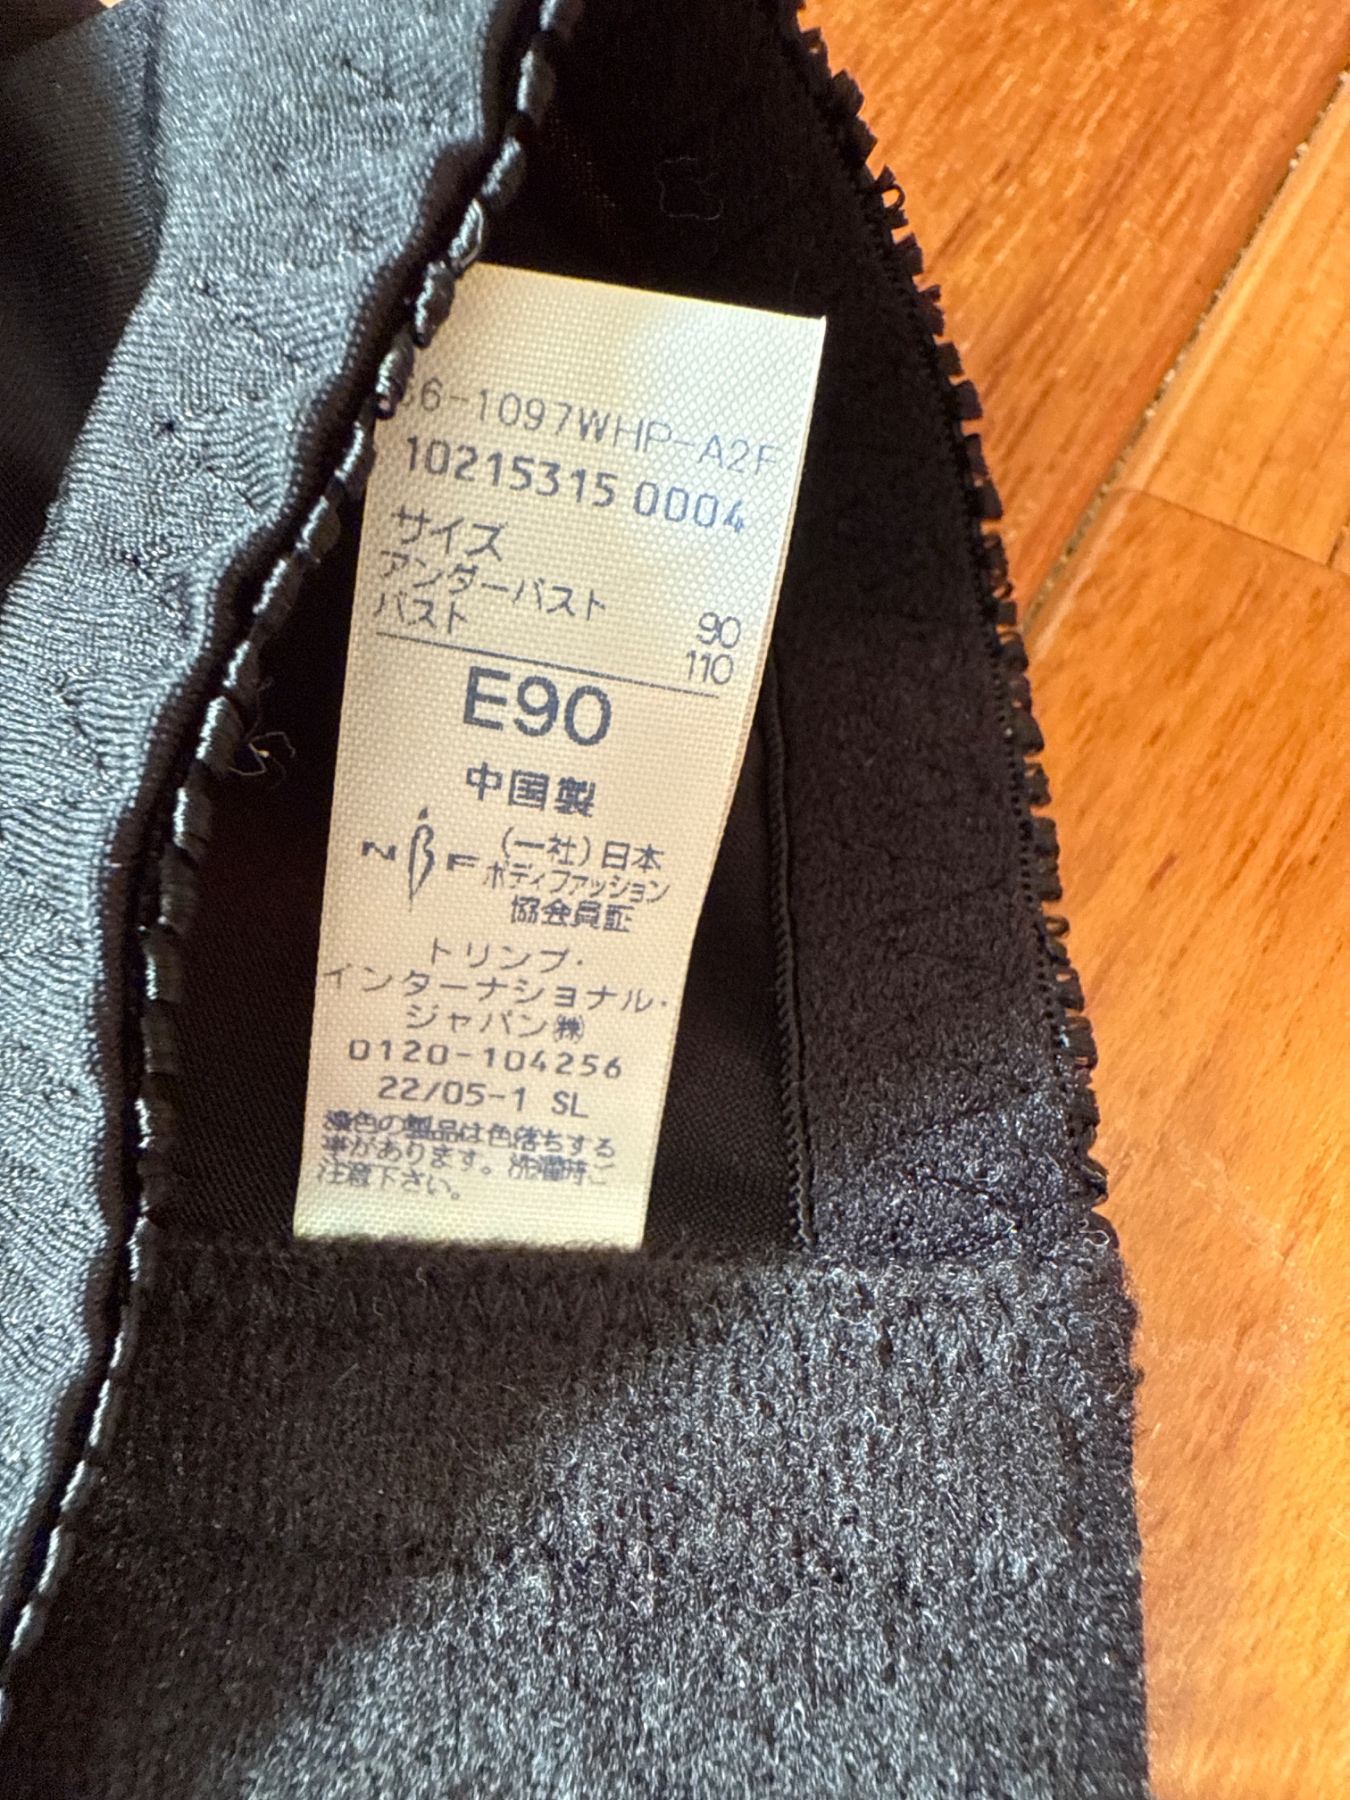 66-1097WHP-A2F
10215315 0004
サイズ
アンダーバスト 90
バスト 110
E90
中国製
NBF (一社)日本
ボディファッション
協会員証
トリンプ・
インターナショナル・
ジャパン㈱
0120-104256
22/05-1 SL
濃色の製品は色落ちする
事があります。洗濯時ご
注意下さい。